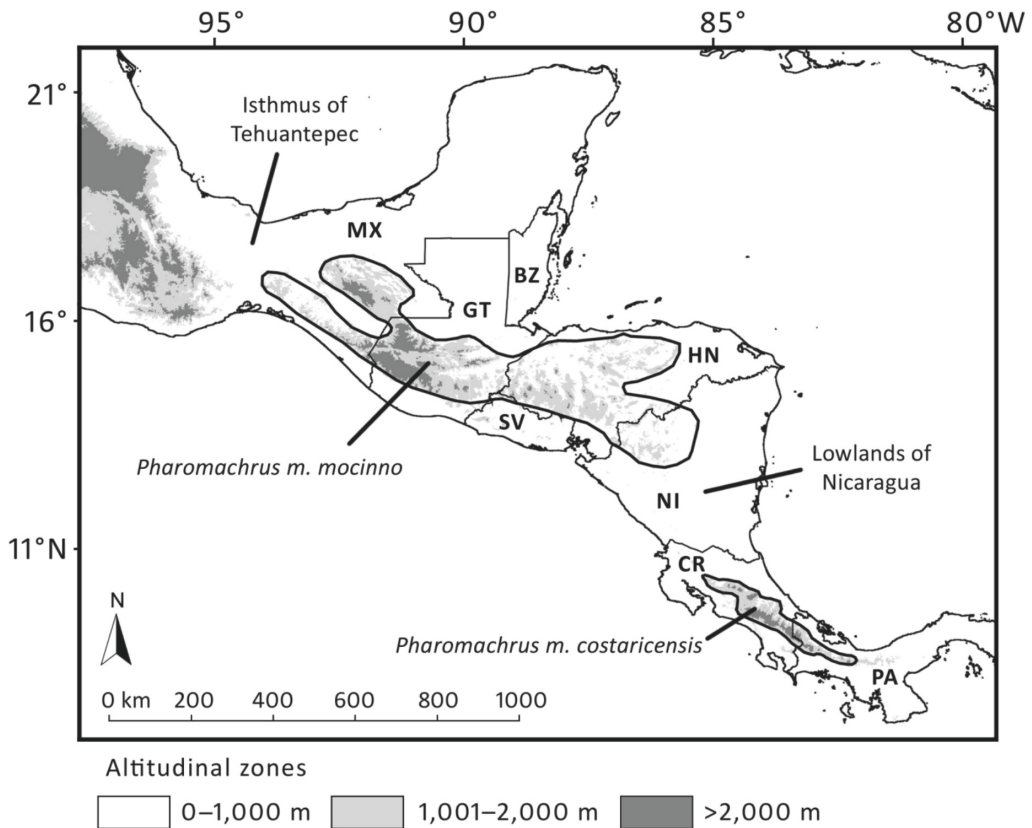 95° 90° 85° 80°W
21°
Isthmus of
Tehuantepec
MX
BZ
GT
16°
HN
SV
Pharomachrus m. mocinno
Lowlands of
Nicaragua
NI
11°N
CR
N
Pharomachrus m. costaricensis
PA
0 km 200 400 600 800 1000
Altitudinal zones
0–1,000 m 1,001–2,000 m >2,000 m